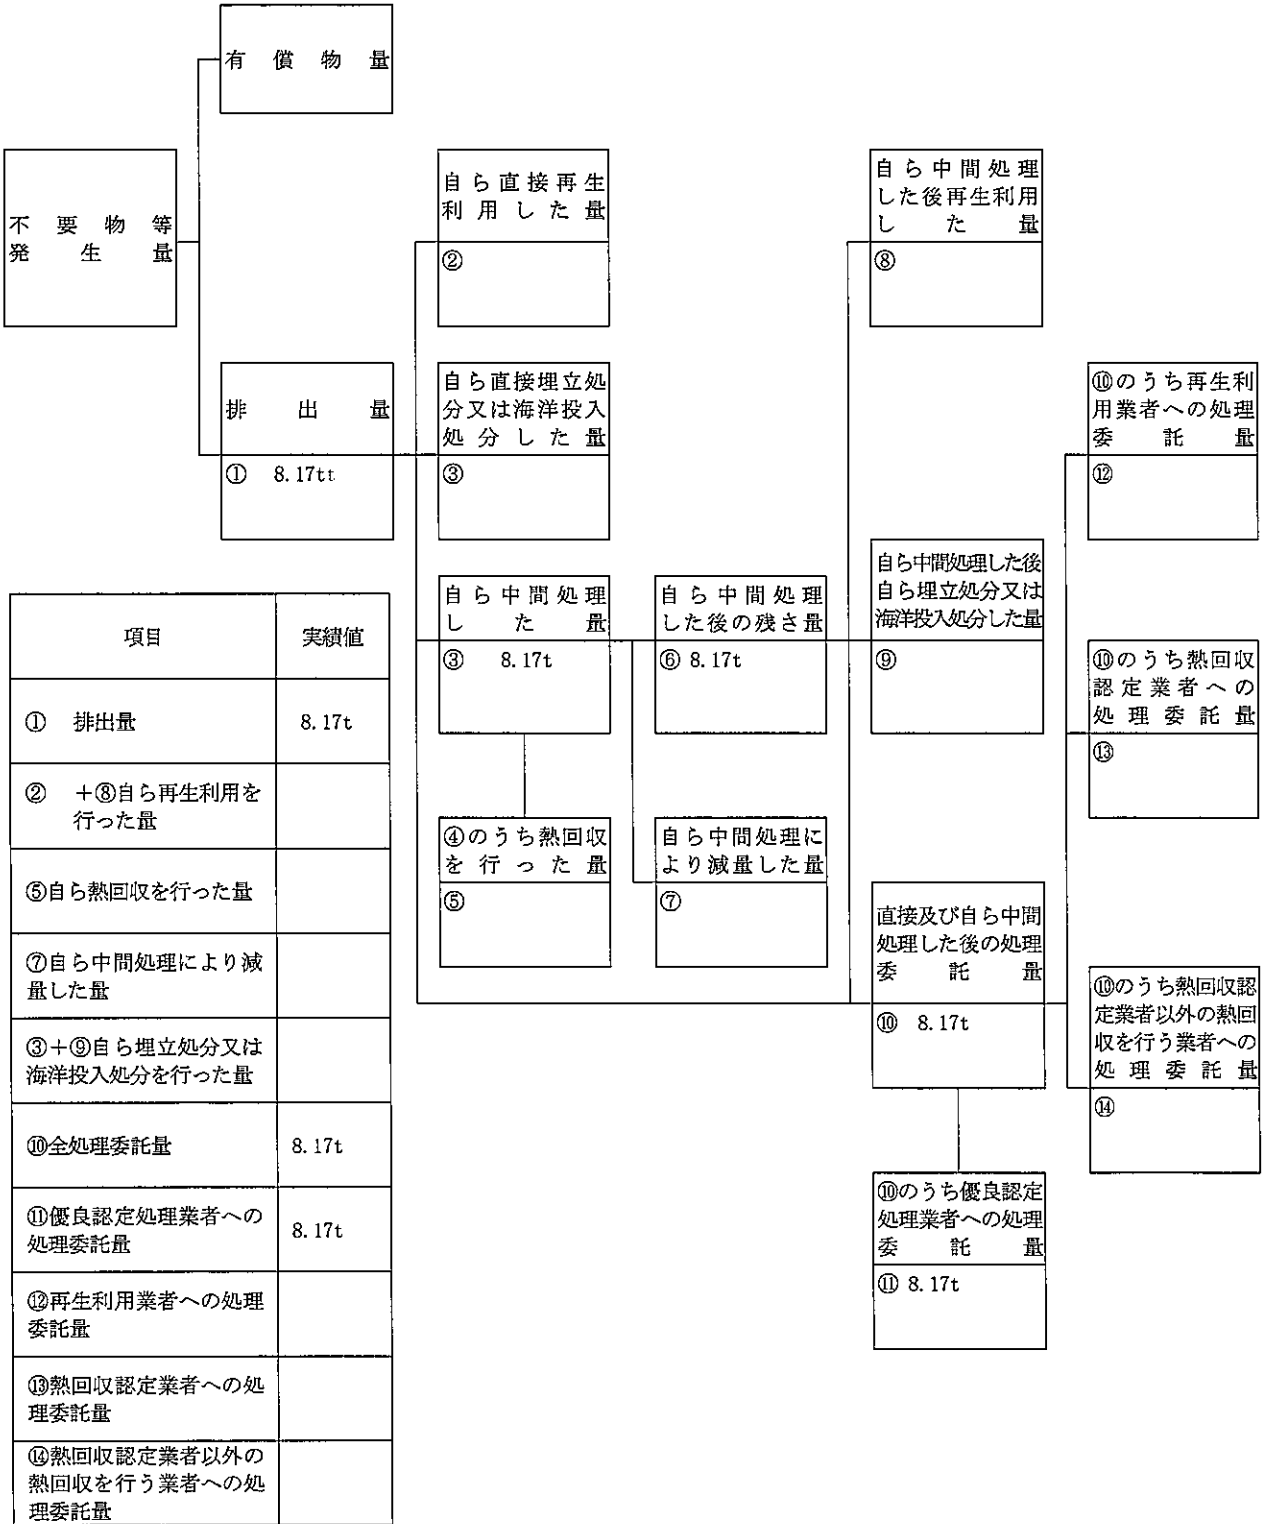 有償物量
不要物等
発生量
自ら直接再生
利用した量
②
自ら中間処理
した後再生利用
した量
⑧
排出量
① 8.17tt
自ら直接埋立処
分又は海洋投入
処分した量
③
⑩のうち再生利
用業者への処理
委託量
⑫
自ら中間処理
した量
③ 8.17t
自ら中間処理
した後の残さ量
⑥ 8.17t
自ら中間処理した後
自ら埋立処分又は
海洋投入処分した量
⑨
⑩のうち熱回収
認定業者への
処理委託量
⑬
④のうち熱回収
を行った量
⑤
自ら中間処理に
より減量した量
⑦
直接及び自ら中間
処理した後の処理
委託量
⑩ 8.17t
⑩のうち熱回収認
定業者以外の熱回
収を行う業者への
処理委託量
⑭
⑩のうち優良認定
処理業者への処理
委託量
⑪ 8.17t
項目 実績値
① 排出量 8.17t
② +⑧自ら再生利用を
行った量
⑤自ら熱回収を行った量
⑦自ら中間処理により減
量した量
③+⑨自ら埋立処分又は
海洋投入処分を行った量
⑩全処理委託量 8.17t
⑪優良認定処理業者への
処理委託量 8.17t
⑫再生利用業者への処理
委託量
⑬熱回収認定業者への処
理委託量
⑭熱回収認定業者以外の
熱回収を行う業者への処
理委託量